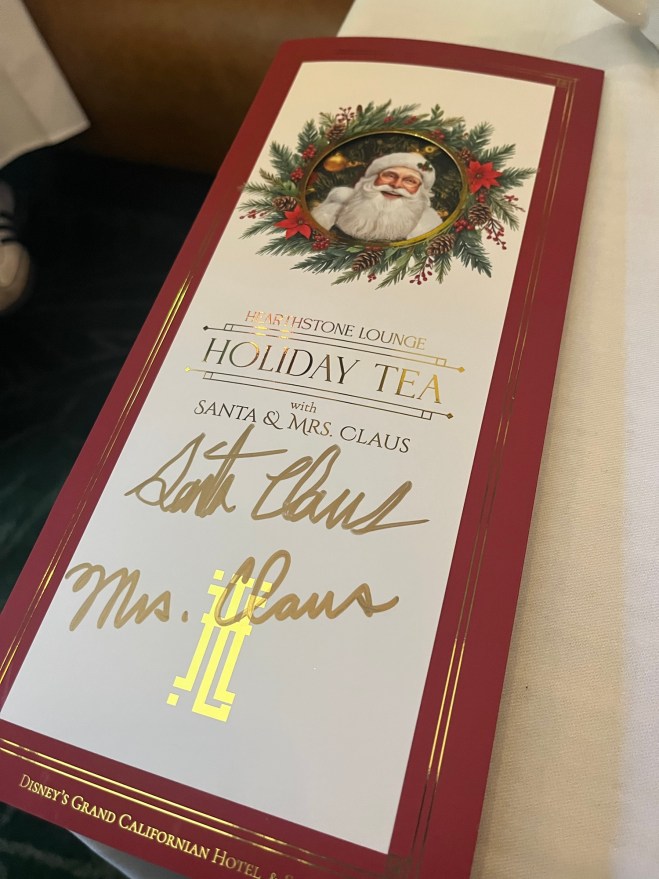 HEARTHSTONE LOUNGE
HOLIDAY TEA
with
SANTA & MRS. CLAUS
Santa Claus
Mrs. Claus
DISNEY'S GRAND CALIFORNIAN HOTEL &